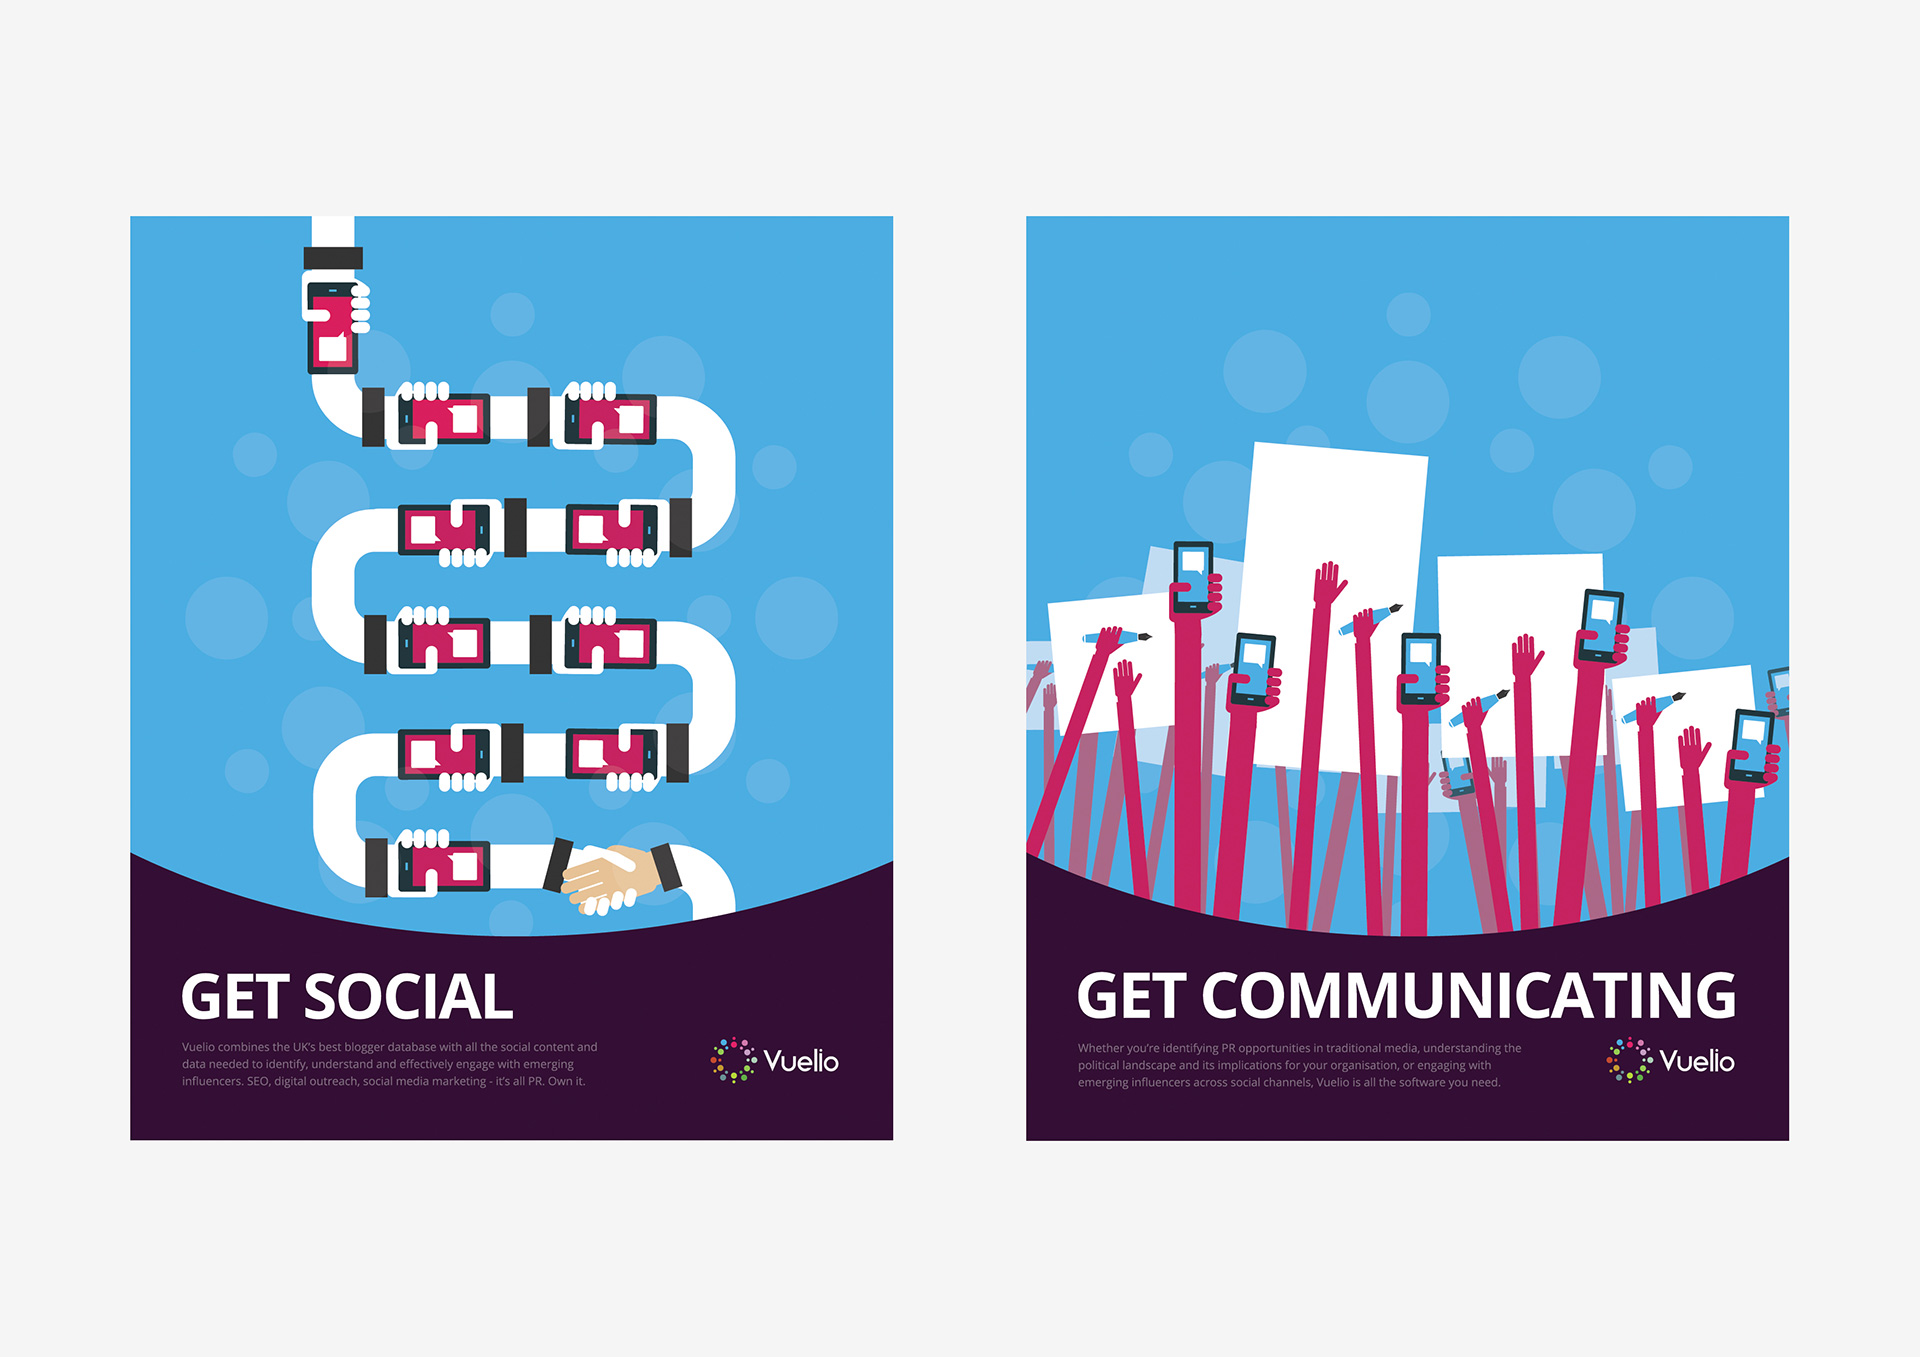 GET SOCIAL
Vuelio combines the UK's best blogger database with all the social content and
data needed to identify, understand and effectively engage with emerging
influencers. SEO, digital outreach, social media marketing - it's all PR. Own it.
Vuelio
GET COMMUNICATING
Whether you're identifying PR opportunities in traditional media, understanding the
political landscape and its implications for your organisation, or engaging with
emerging influencers across social channels, Vuelio is all the software you need.
Vuelio